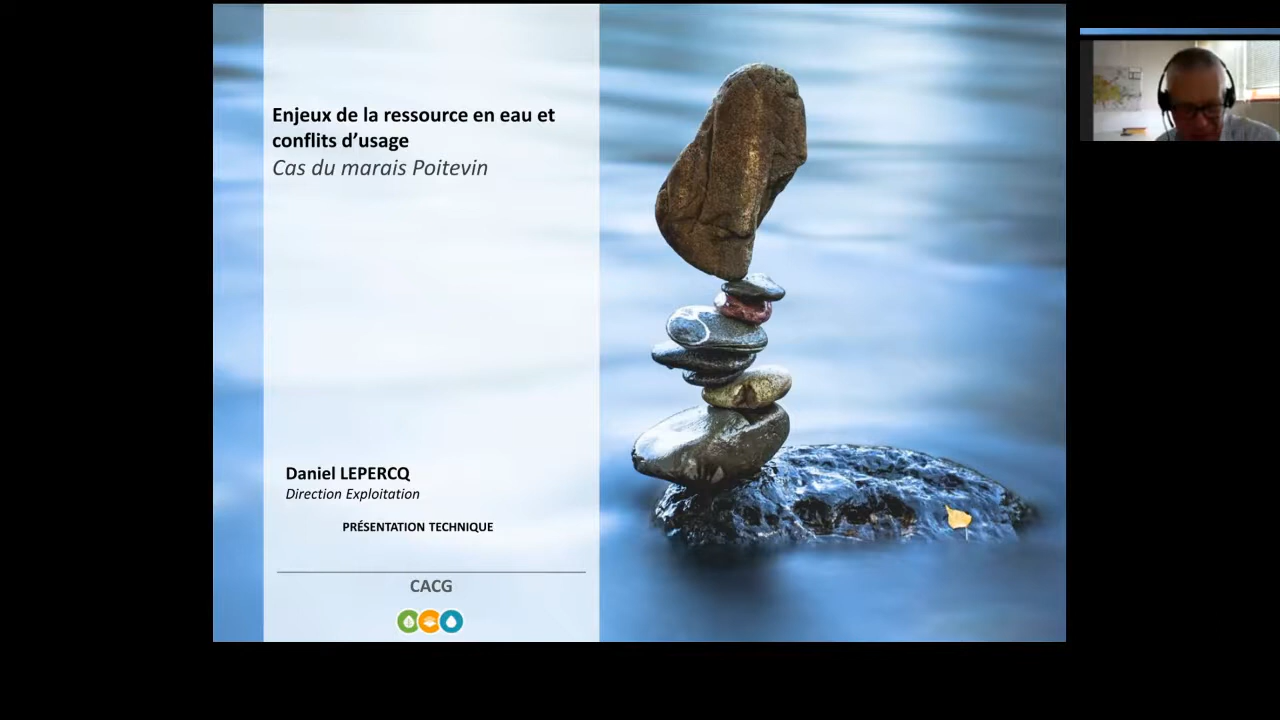 Enjeux de la ressource en eau et
conflits d’usage
Cas du marais Poitevin
Daniel LEPERCQ
Direction Exploitation
PRÉSENTATION TECHNIQUE
CACG